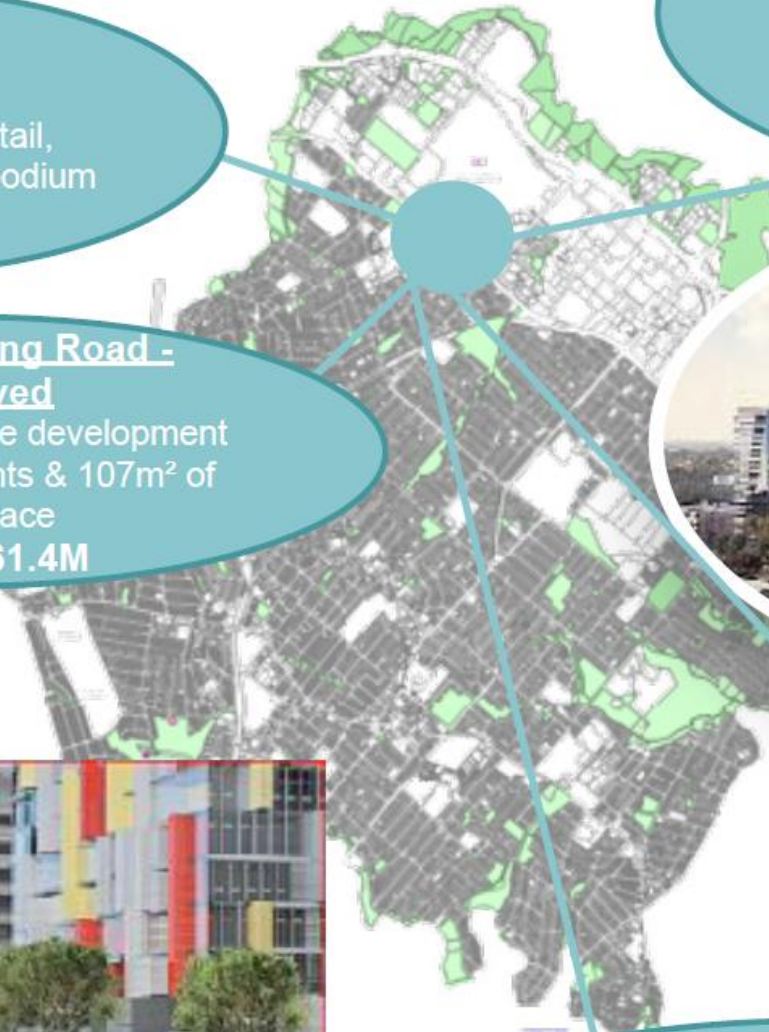 tail,
odium
ng Road -
ved
e development
nts & 107m² of
ace
61.4M